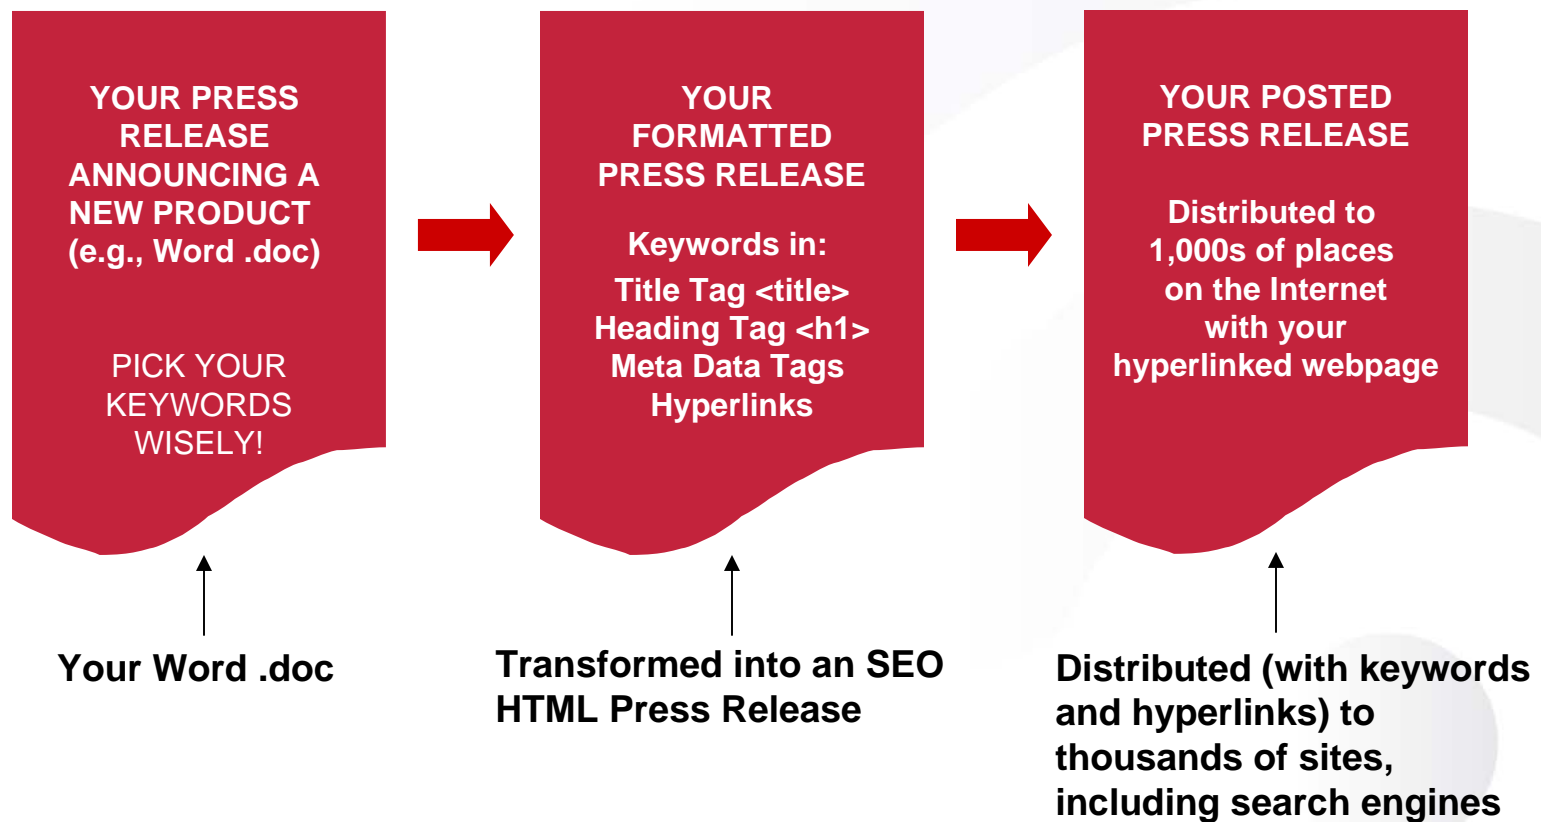 YOUR PRESS
RELEASE
ANNOUNCING A
NEW PRODUCT
(e.g., Word .doc)
PICK YOUR
KEYWORDS
WISELY!
Your Word .doc
YOUR
FORMATTED
PRESS RELEASE
Keywords in:
Title Tag <title>
Heading Tag <h1>
Meta Data Tags
Hyperlinks
Transformed into an SEO
HTML Press Release
YOUR POSTED
PRESS RELEASE
Distributed to
1,000s of places
on the Internet
with your
hyperlinked webpage
Distributed (with keywords
and hyperlinks) to
thousands of sites,
including search engines